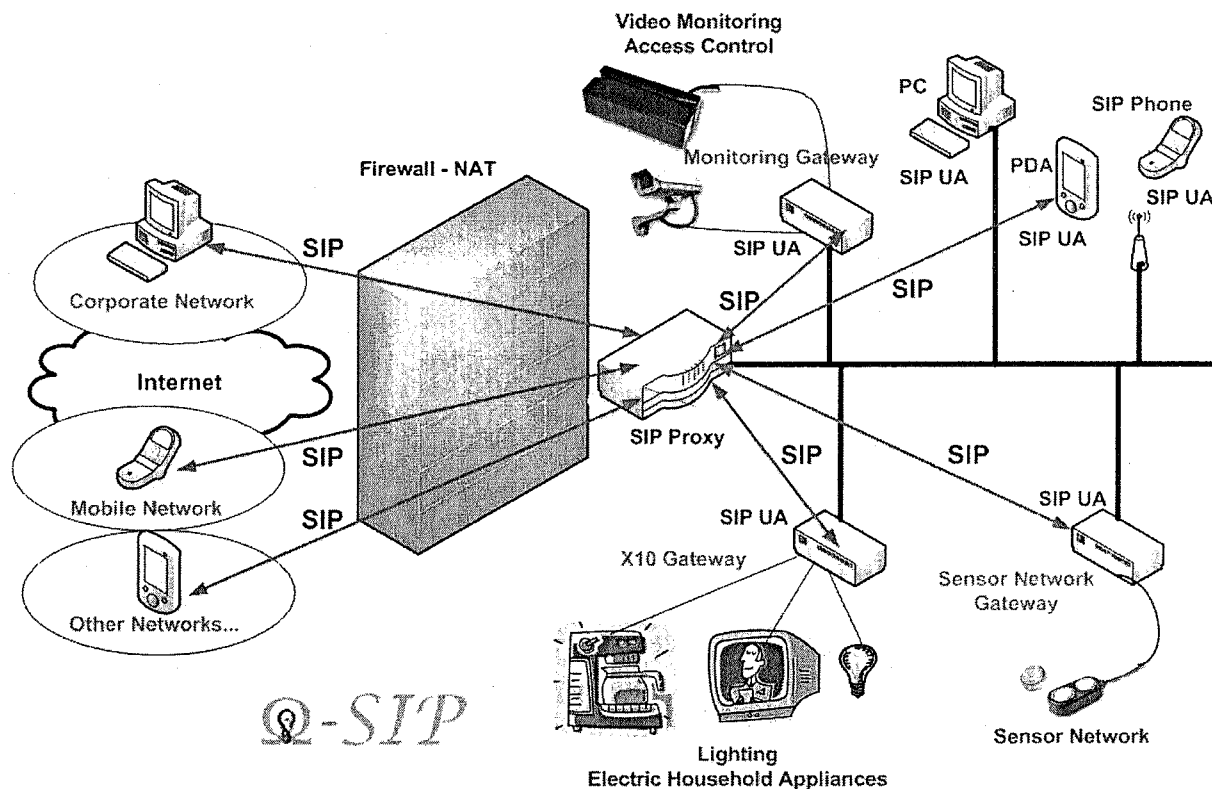 Video Monitoring
Access Control
PC
SIP Phone
Firewall - NAT
Monitoring Gateway
SIP UA
PDA
SIP UA
SIP
SIP UA
SIP UA
Corporate Network
SIP
SIP
Internet
SIP Proxy
SIP
SIP
SIP
Mobile Network
SIP
SIP UA
SIP UA
X10 Gateway
Sensor Network
Gateway
Other Networks...
Ω-SIP
Sensor Network
Lighting
Electric Household Appliances